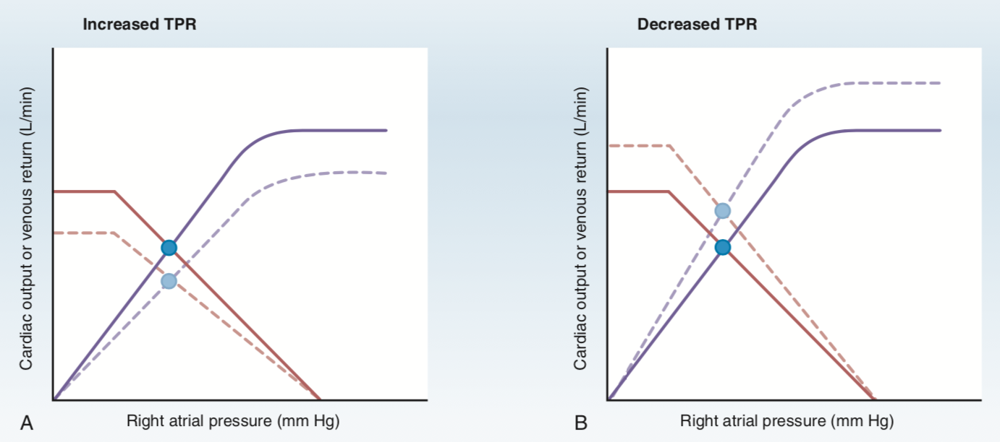 Increased TPR
Cardiac output or venous return (L/min)
Right atrial pressure (mm Hg)
A
Decreased TPR
Cardiac output or venous return (L/min)
Right atrial pressure (mm Hg)
B